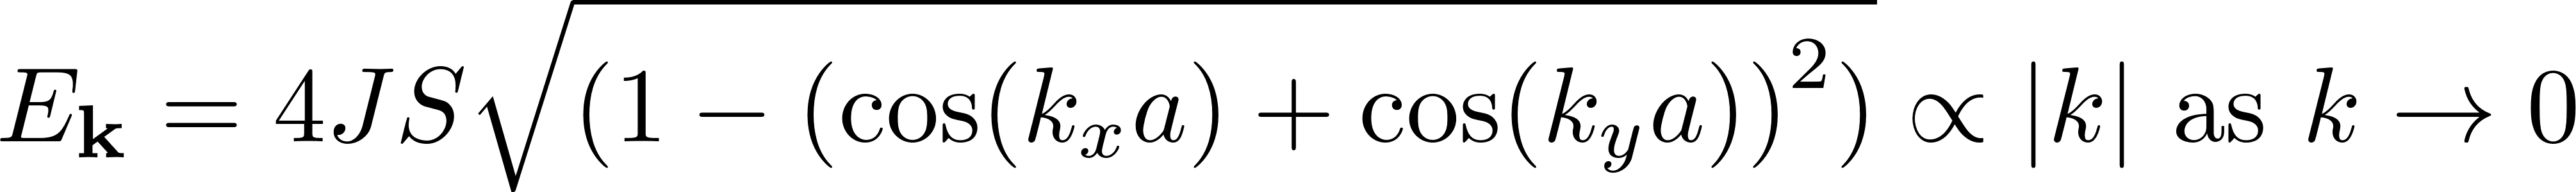 $E_{\mathbf{k}} = 4JS\sqrt{(1 - (\cos(k_x a) + \cos(k_y a))^2)} \propto |k| \text{ as } k \to 0$